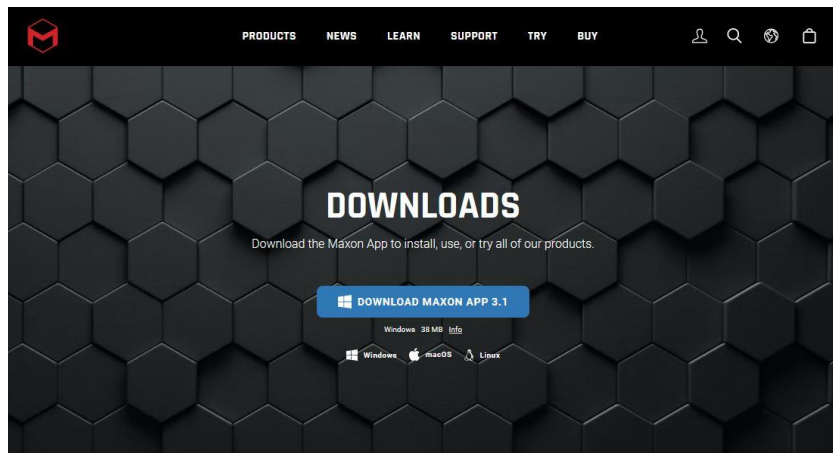 PRODUCTS NEWS LEARN SUPPORT TRY BUY
DOWNLOADS
Download the Maxon App to install, use, or try all of our products.
DOWNLOAD MAXON APP 3.1
Windows 38 MB Info
Windows macOS Linux